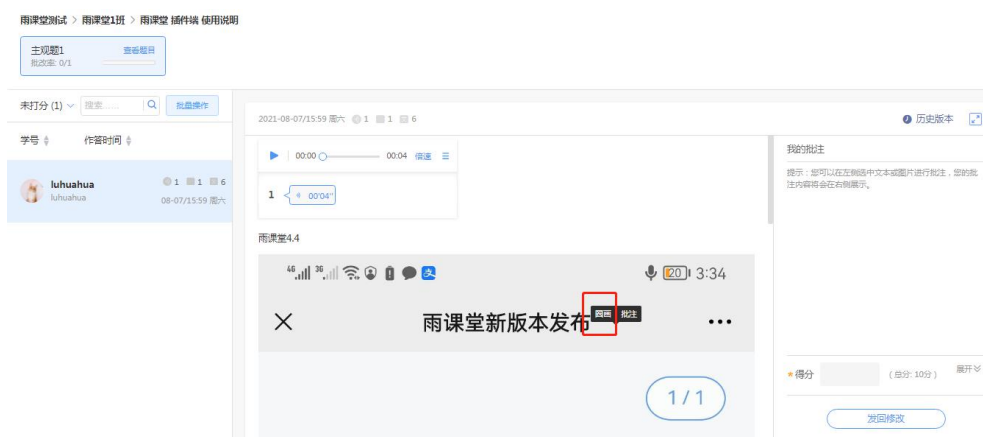 雨课堂测试 > 雨课堂1班 > 雨课堂 插件端 使用说明
主观题1 查看题目
批改率: 0/1
未打分 (1) 搜索...... 批量操作
学号 作答时间
luhuahua 1 1 6
luhuahua 08-07/15:59 周六
2021-08-07/15:59 周六 1 1 6
历史版本
00:00 00:04 倍速
1 00'04''
雨课堂4.4
46 36 20 3:34
雨课堂新版本发布
圆画 批注
1/1
我的批注
提示：您可以在左侧选中文本或图片进行批注，您的批
注内容将会在右侧展示。
*得分 (总分: 10分) 展开
发回修改